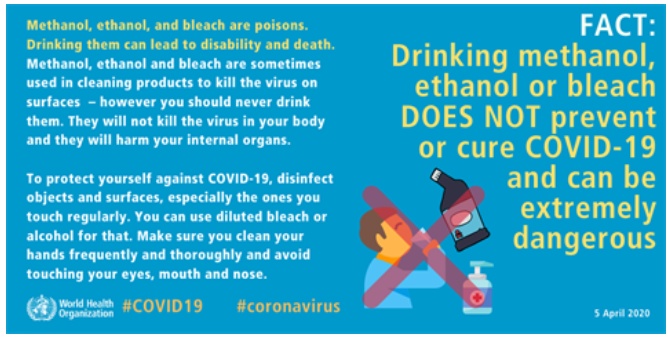 Methanol, ethanol, and bleach are poisons.
Drinking them can lead to disability and death.
Methanol, ethanol and bleach are sometimes
used in cleaning products to kill the virus on
surfaces – however you should never drink
them. They will not kill the virus in your body
and they will harm your internal organs.
To protect yourself against COVID-19, disinfect
objects and surfaces, especially the ones you
touch regularly. You can use diluted bleach or
alcohol for that. Make sure you clean your
hands frequently and thoroughly and avoid
touching your eyes, mouth and nose.
World Health
Organization
#COVID19 #coronavirus
FACT:
Drinking methanol,
ethanol or bleach
DOES NOT prevent
or cure COVID-19
and can be
extremely
dangerous
5 April 2020